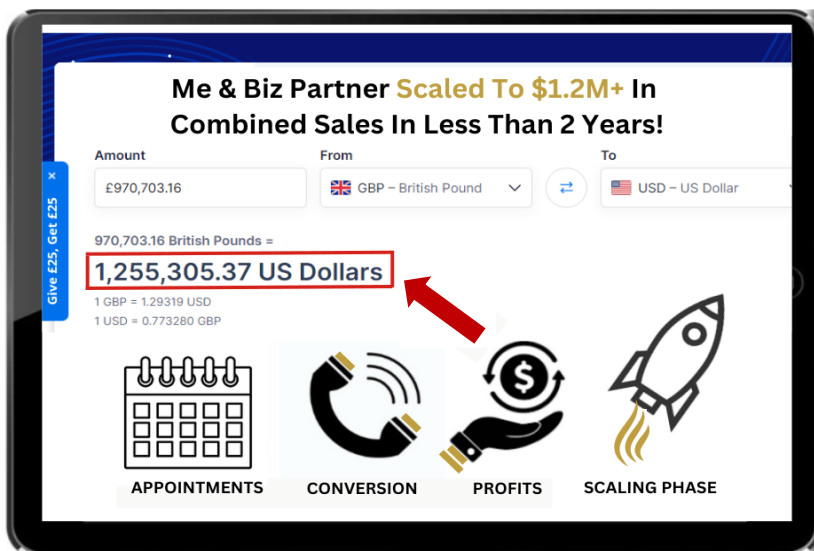 Me & Biz Partner Scaled To $1.2M+ In
Combined Sales In Less Than 2 Years!
Amount
From
To
£970,703.16
GBP – British Pound
USD – US Dollar
Give £25, Get £25 ×
970,703.16 British Pounds =
1,255,305.37 US Dollars
1 GBP = 1.29319 USD
1 USD = 0.773280 GBP
$
APPOINTMENTS
CONVERSION
PROFITS
SCALING PHASE